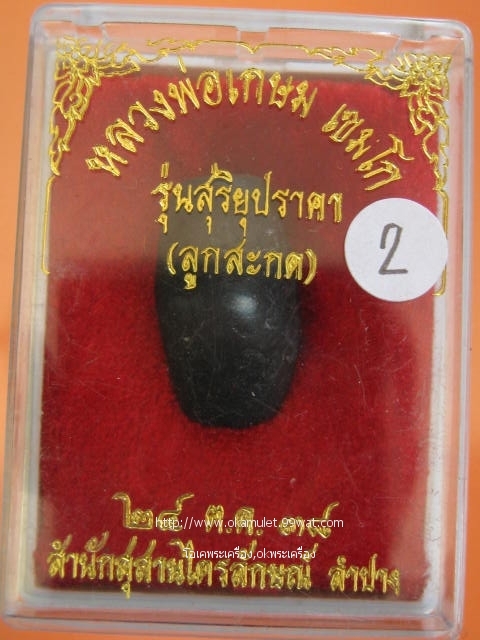 หลวงพ่อเกษม เขมโก
รุ่นสุริยุปราคา
(ลูกสะกด)
2
๒๔ ต.ค. ๓๘
http://www.okamulet.99wat.com
โอเคพระเครื่อง,okพระเครื่อง
สำนักสุสานไตรลักษณ์ ลำปาง